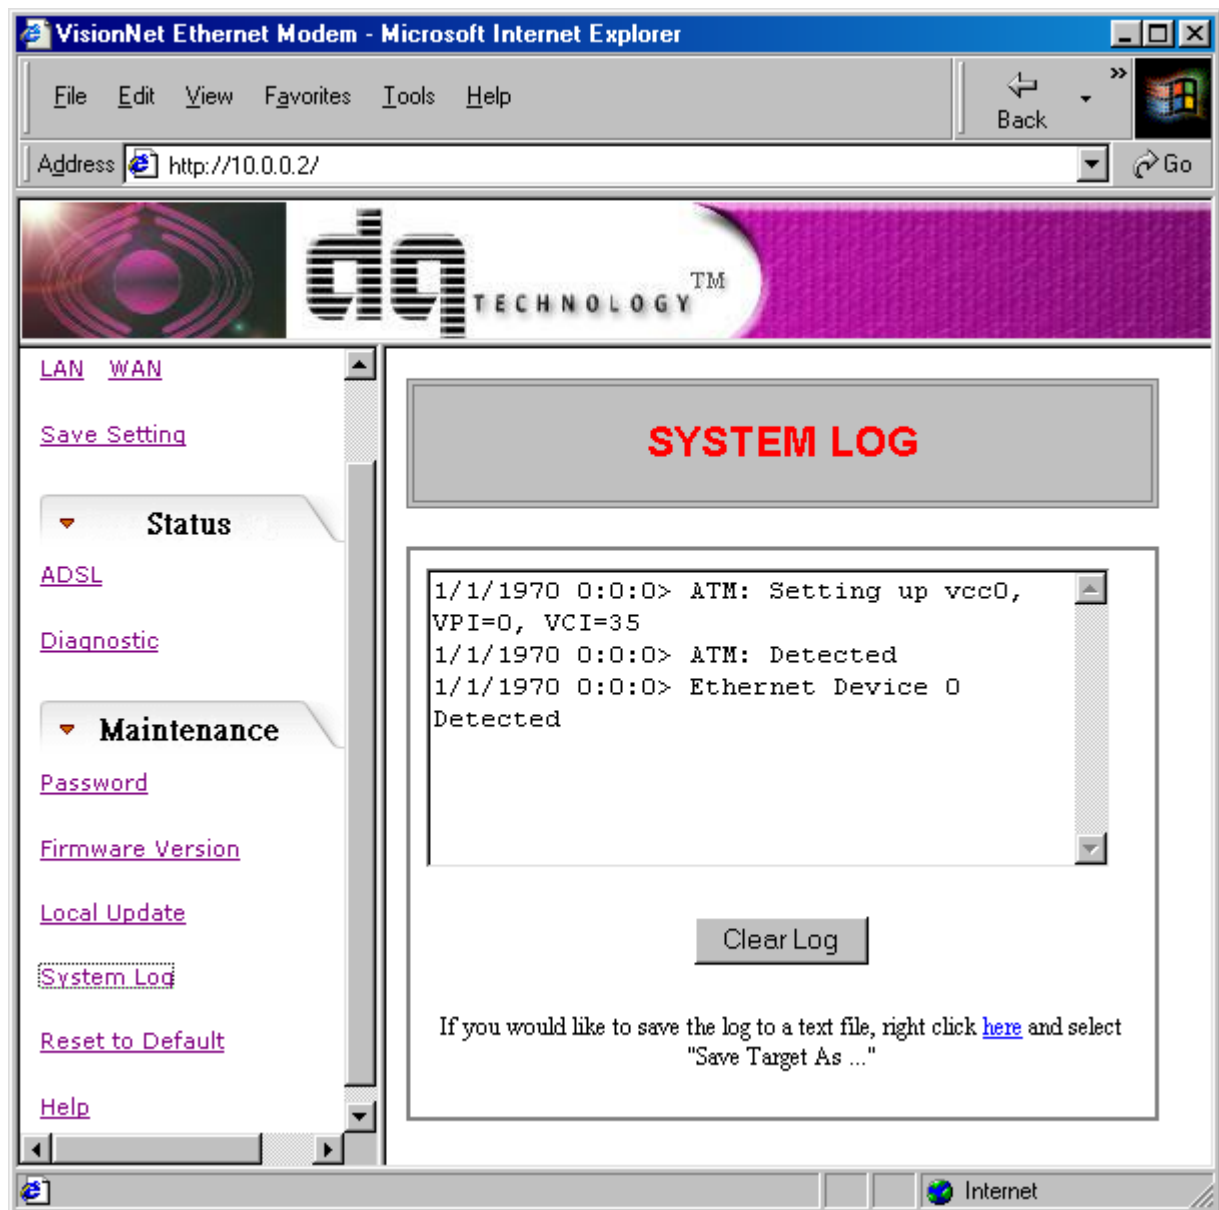 VisionNet Ethernet Modem - Microsoft Internet Explorer
File Edit View Favorites Tools Help
»
Back
Address http://10.0.0.2/ Go
dq TECHNOLOGY TM
LAN WAN
Save Setting
Status
ADSL
Diagnostic
Maintenance
Password
Firmware Version
Local Update
System Log
Reset to Default
Help
SYSTEM LOG
1/1/1970 0:0:0> ATM: Setting up vcc0,
VPI=0, VCI=35
1/1/1970 0:0:0> ATM: Detected
1/1/1970 0:0:0> Ethernet Device 0
Detected
Clear Log
If you would like to save the log to a text file, right click here and select
"Save Target As ..."
Internet